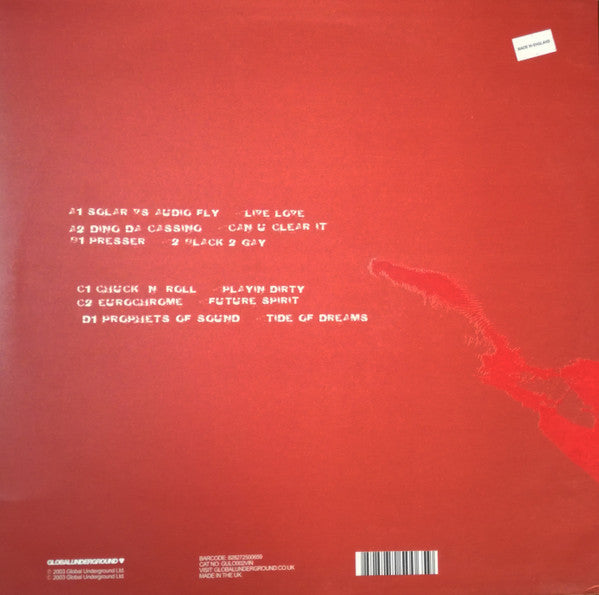 MADE IN ENGLAND
A1 SOLAR VS AUDIO FLY - LIVE LOVE
A2 DINO DA CASSINO - CAN U CLEAR IT
B1 PRESSER - 2 BLACK 2 GAY
C1 CHUCK N ROLL - PLAYIN DIRTY
C2 EUROCHROME - FUTURE SPIRIT
D1 PROPHETS OF SOUND - TIDE OF DREAMS
GLOBALUNDERGROUND
℗ 2003 Global Underground Ltd.
© 2003 Global Underground Ltd.
BARCODE: 828272500659
CAT NO: GULO002VIN
VISIT: GLOBALUNDERGROUND.CO.UK
MADE IN THE UK.